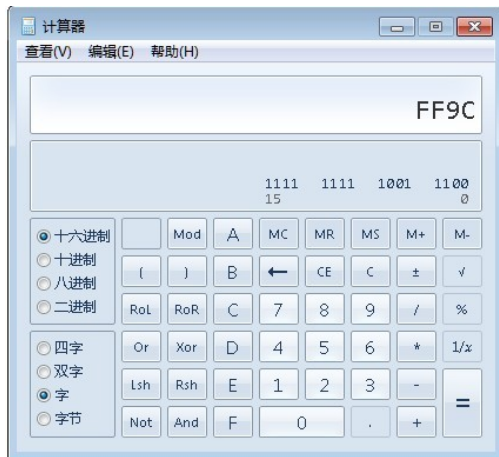 计算器
查看(V) 编辑(E) 帮助(H)
FF9C
1111 1111 1001 1100
15 0
十六进制 Mod A MC MR MS M+ M-
十进制 ( ) B ← CE C ± √
八进制
二进制 RoL RoR C 7 8 9 / %
四字 Or Xor D 4 5 6 * 1/x
双字
字 Lsh Rsh E 1 2 3 - =
字节 Not And F 0 . +